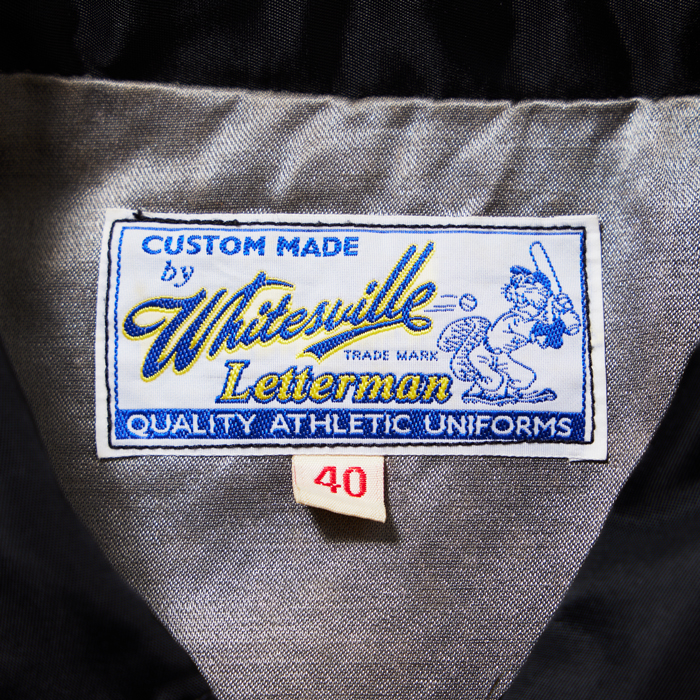 CUSTOM MADE
by
Whitesville
TRADE MARK
Letterman
QUALITY ATHLETIC UNIFORMS
40